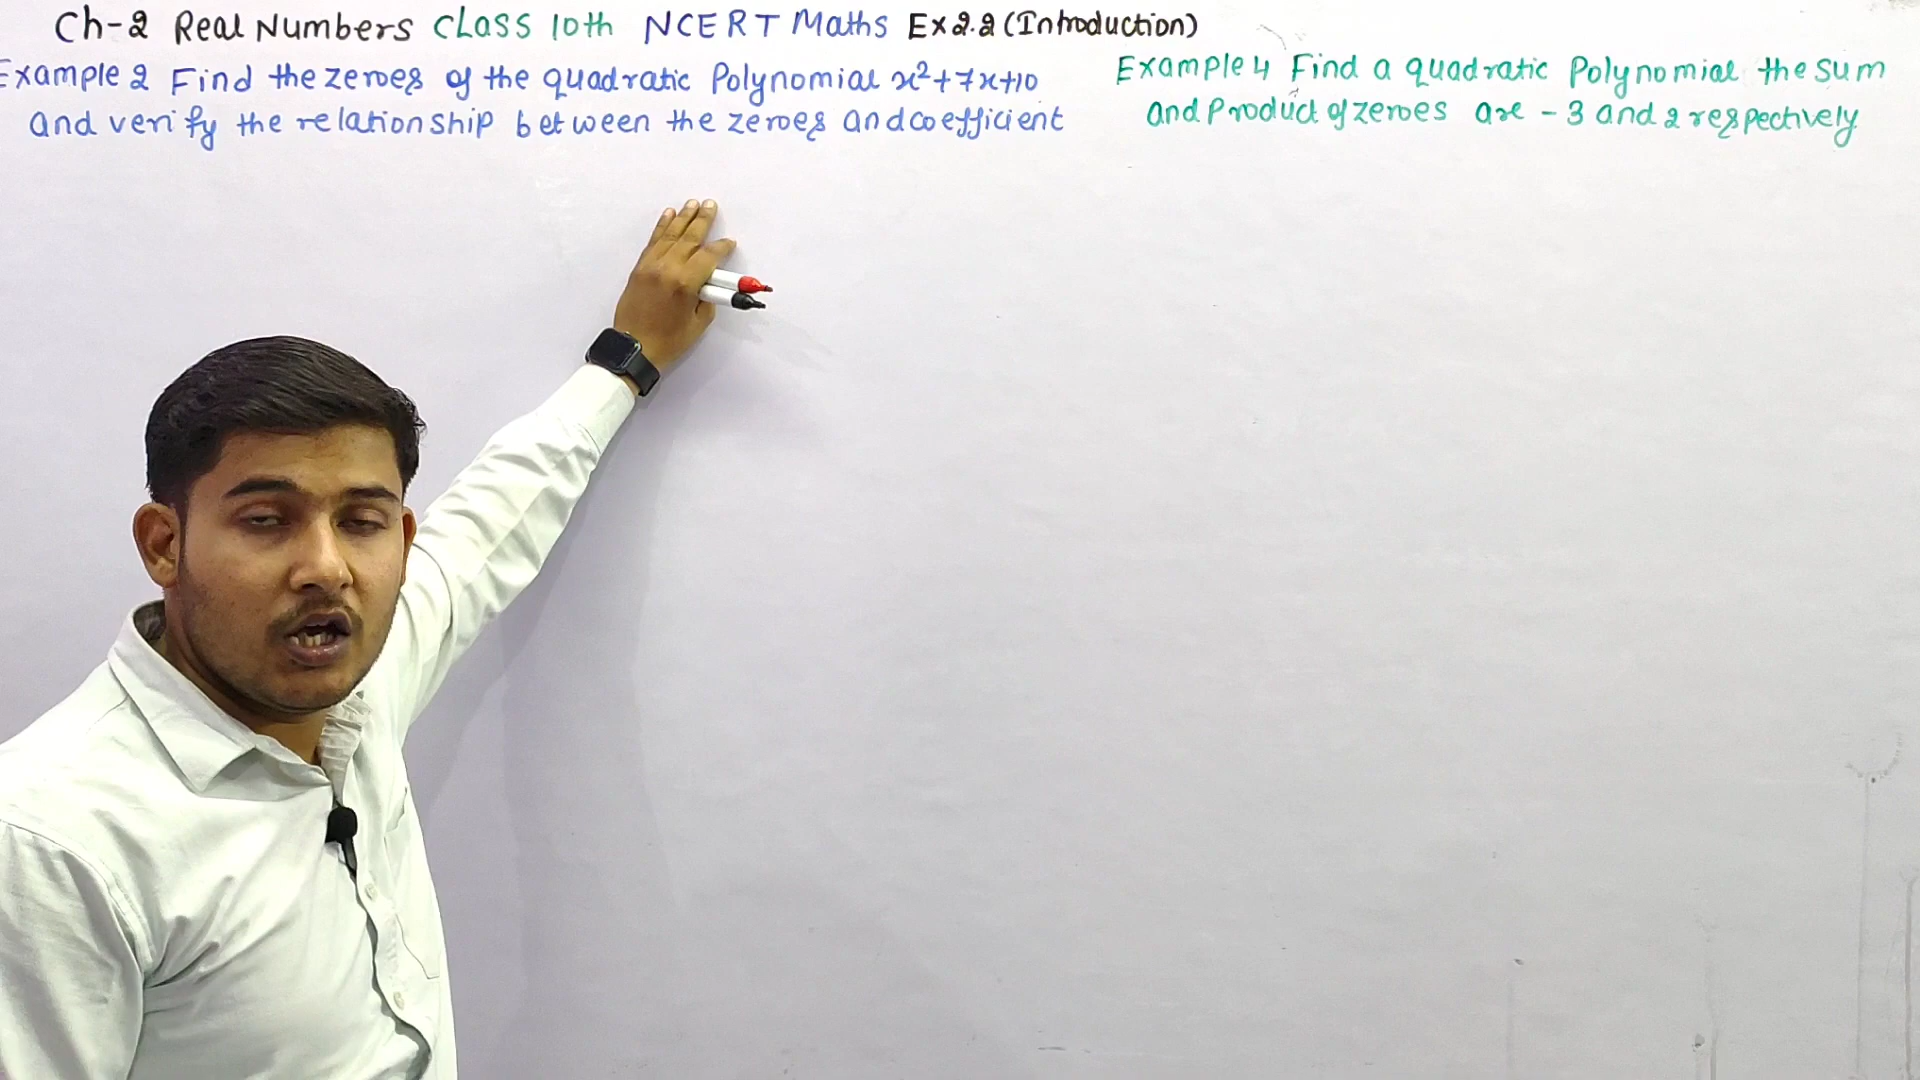 Ch-2 Real Numbers Class 10th NCERT Maths Ex2.2 (Introduction)
Example 2 Find the zeroes of the quadratic Polynomial x²+7x+10
and verify the relationship between the zeroes and coefficient
Example 4 Find a quadratic Polynomial the sum
and Product of zeroes are -3 and 2 respectively